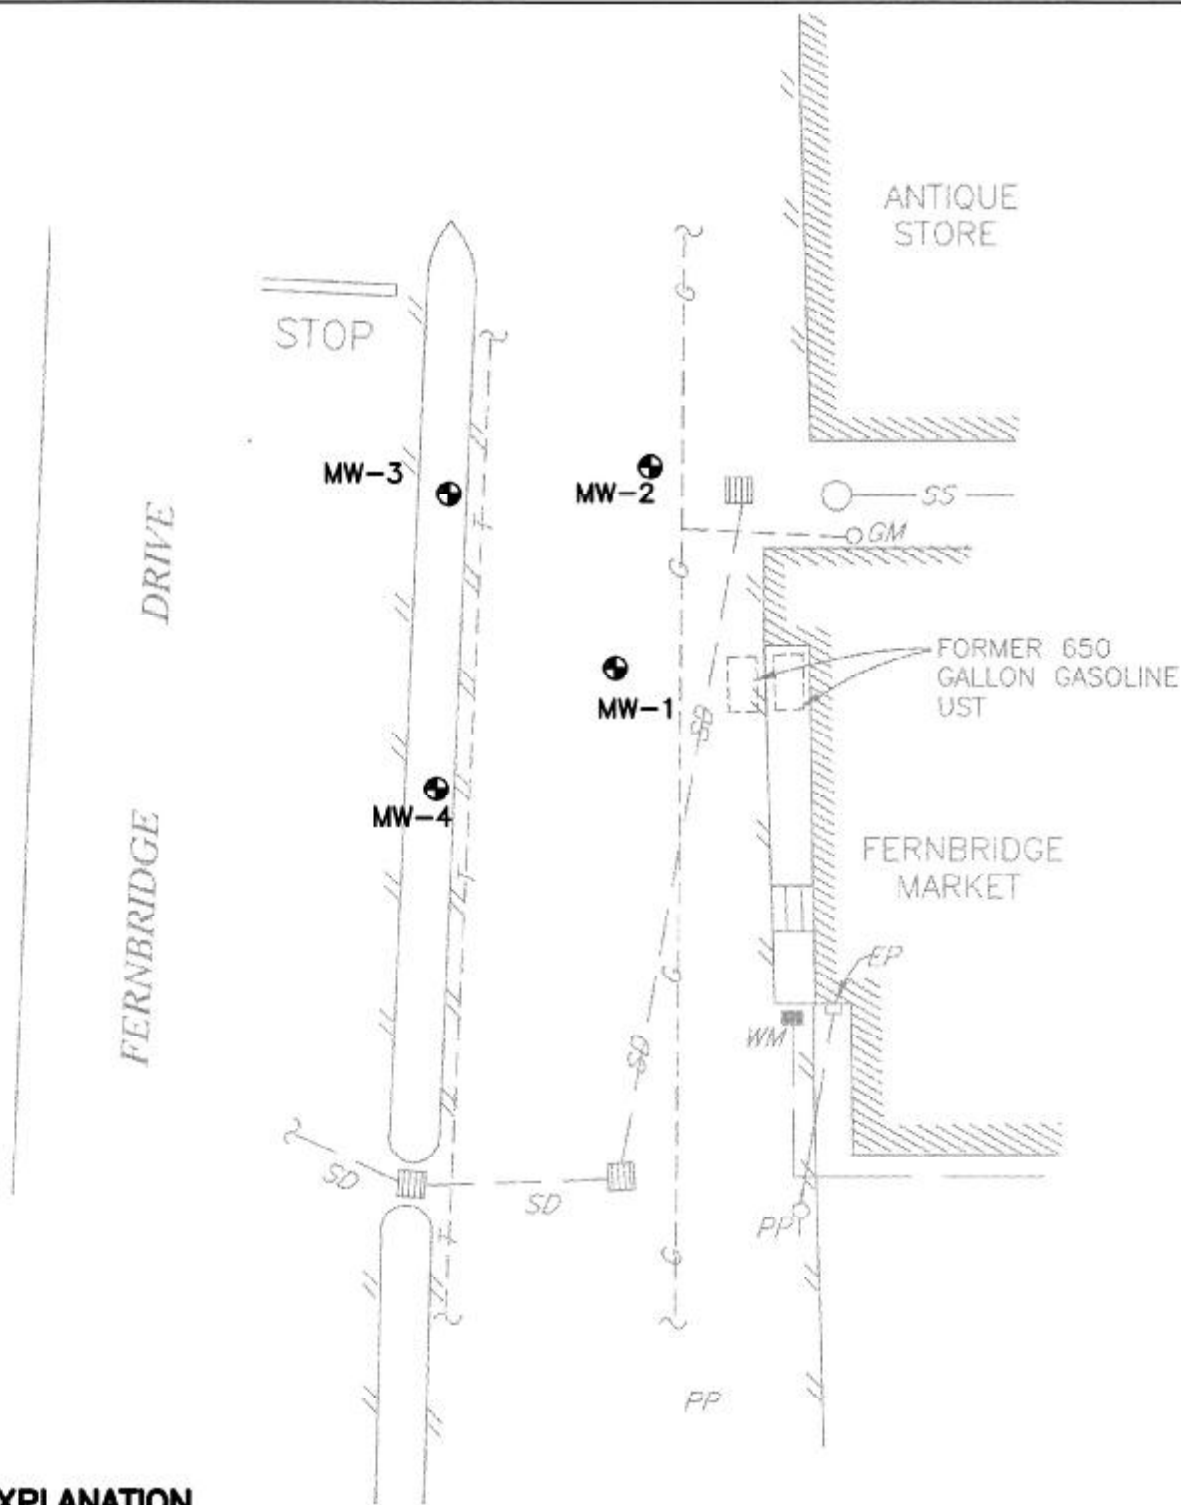 ANTIQUE
STORE
G
STOP
MW-3
MW-2
SS
T
GM
DRIVE
G
FORMER 650
GALLON GASOLINE
UST
MW-1
SD
MW-4
FERNBRIDGE
MARKET
T
FERNBRIDGE
EP
G
WM
SD
SD
SD
PP
T
G
PP
XPLANATION